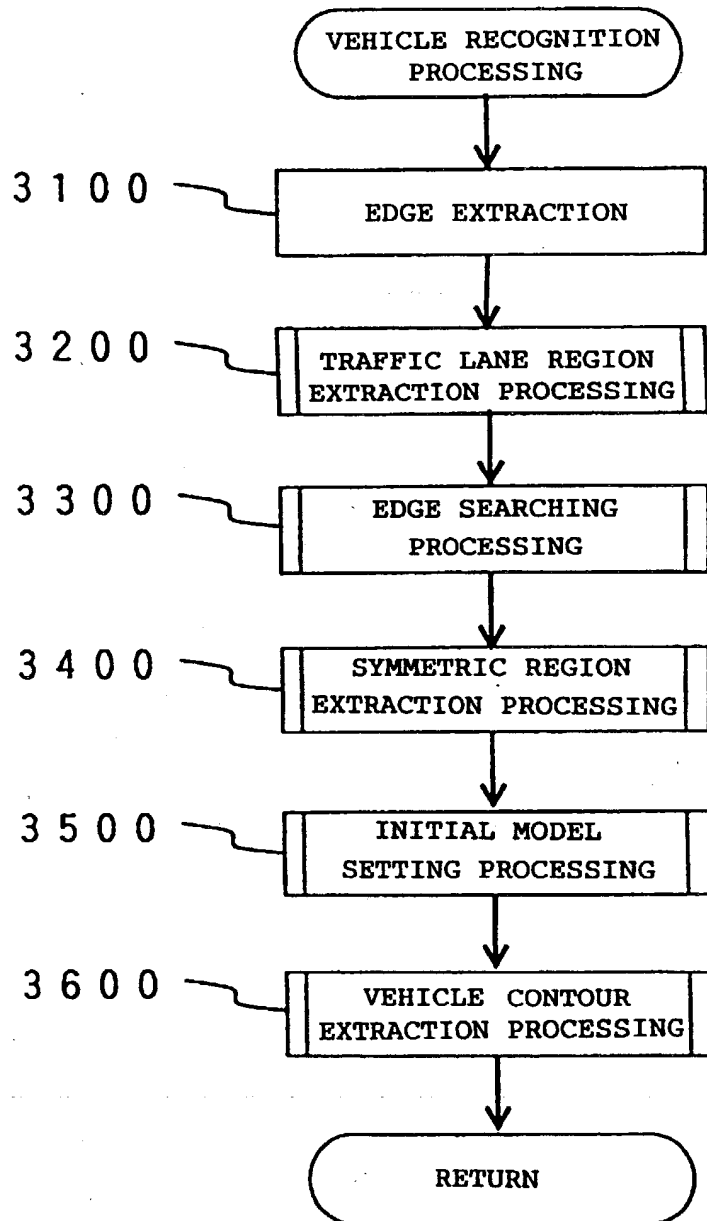 VEHICLE RECOGNITION
PROCESSING
3100
EDGE EXTRACTION
3200
TRAFFIC LANE REGION
EXTRACTION PROCESSING
3300
EDGE SEARCHING
PROCESSING
3400
SYMMETRIC REGION
EXTRACTION PROCESSING
3500
INITIAL MODEL
SETTING PROCESSING
3600
VEHICLE CONTOUR
EXTRACTION PROCESSING
RETURN